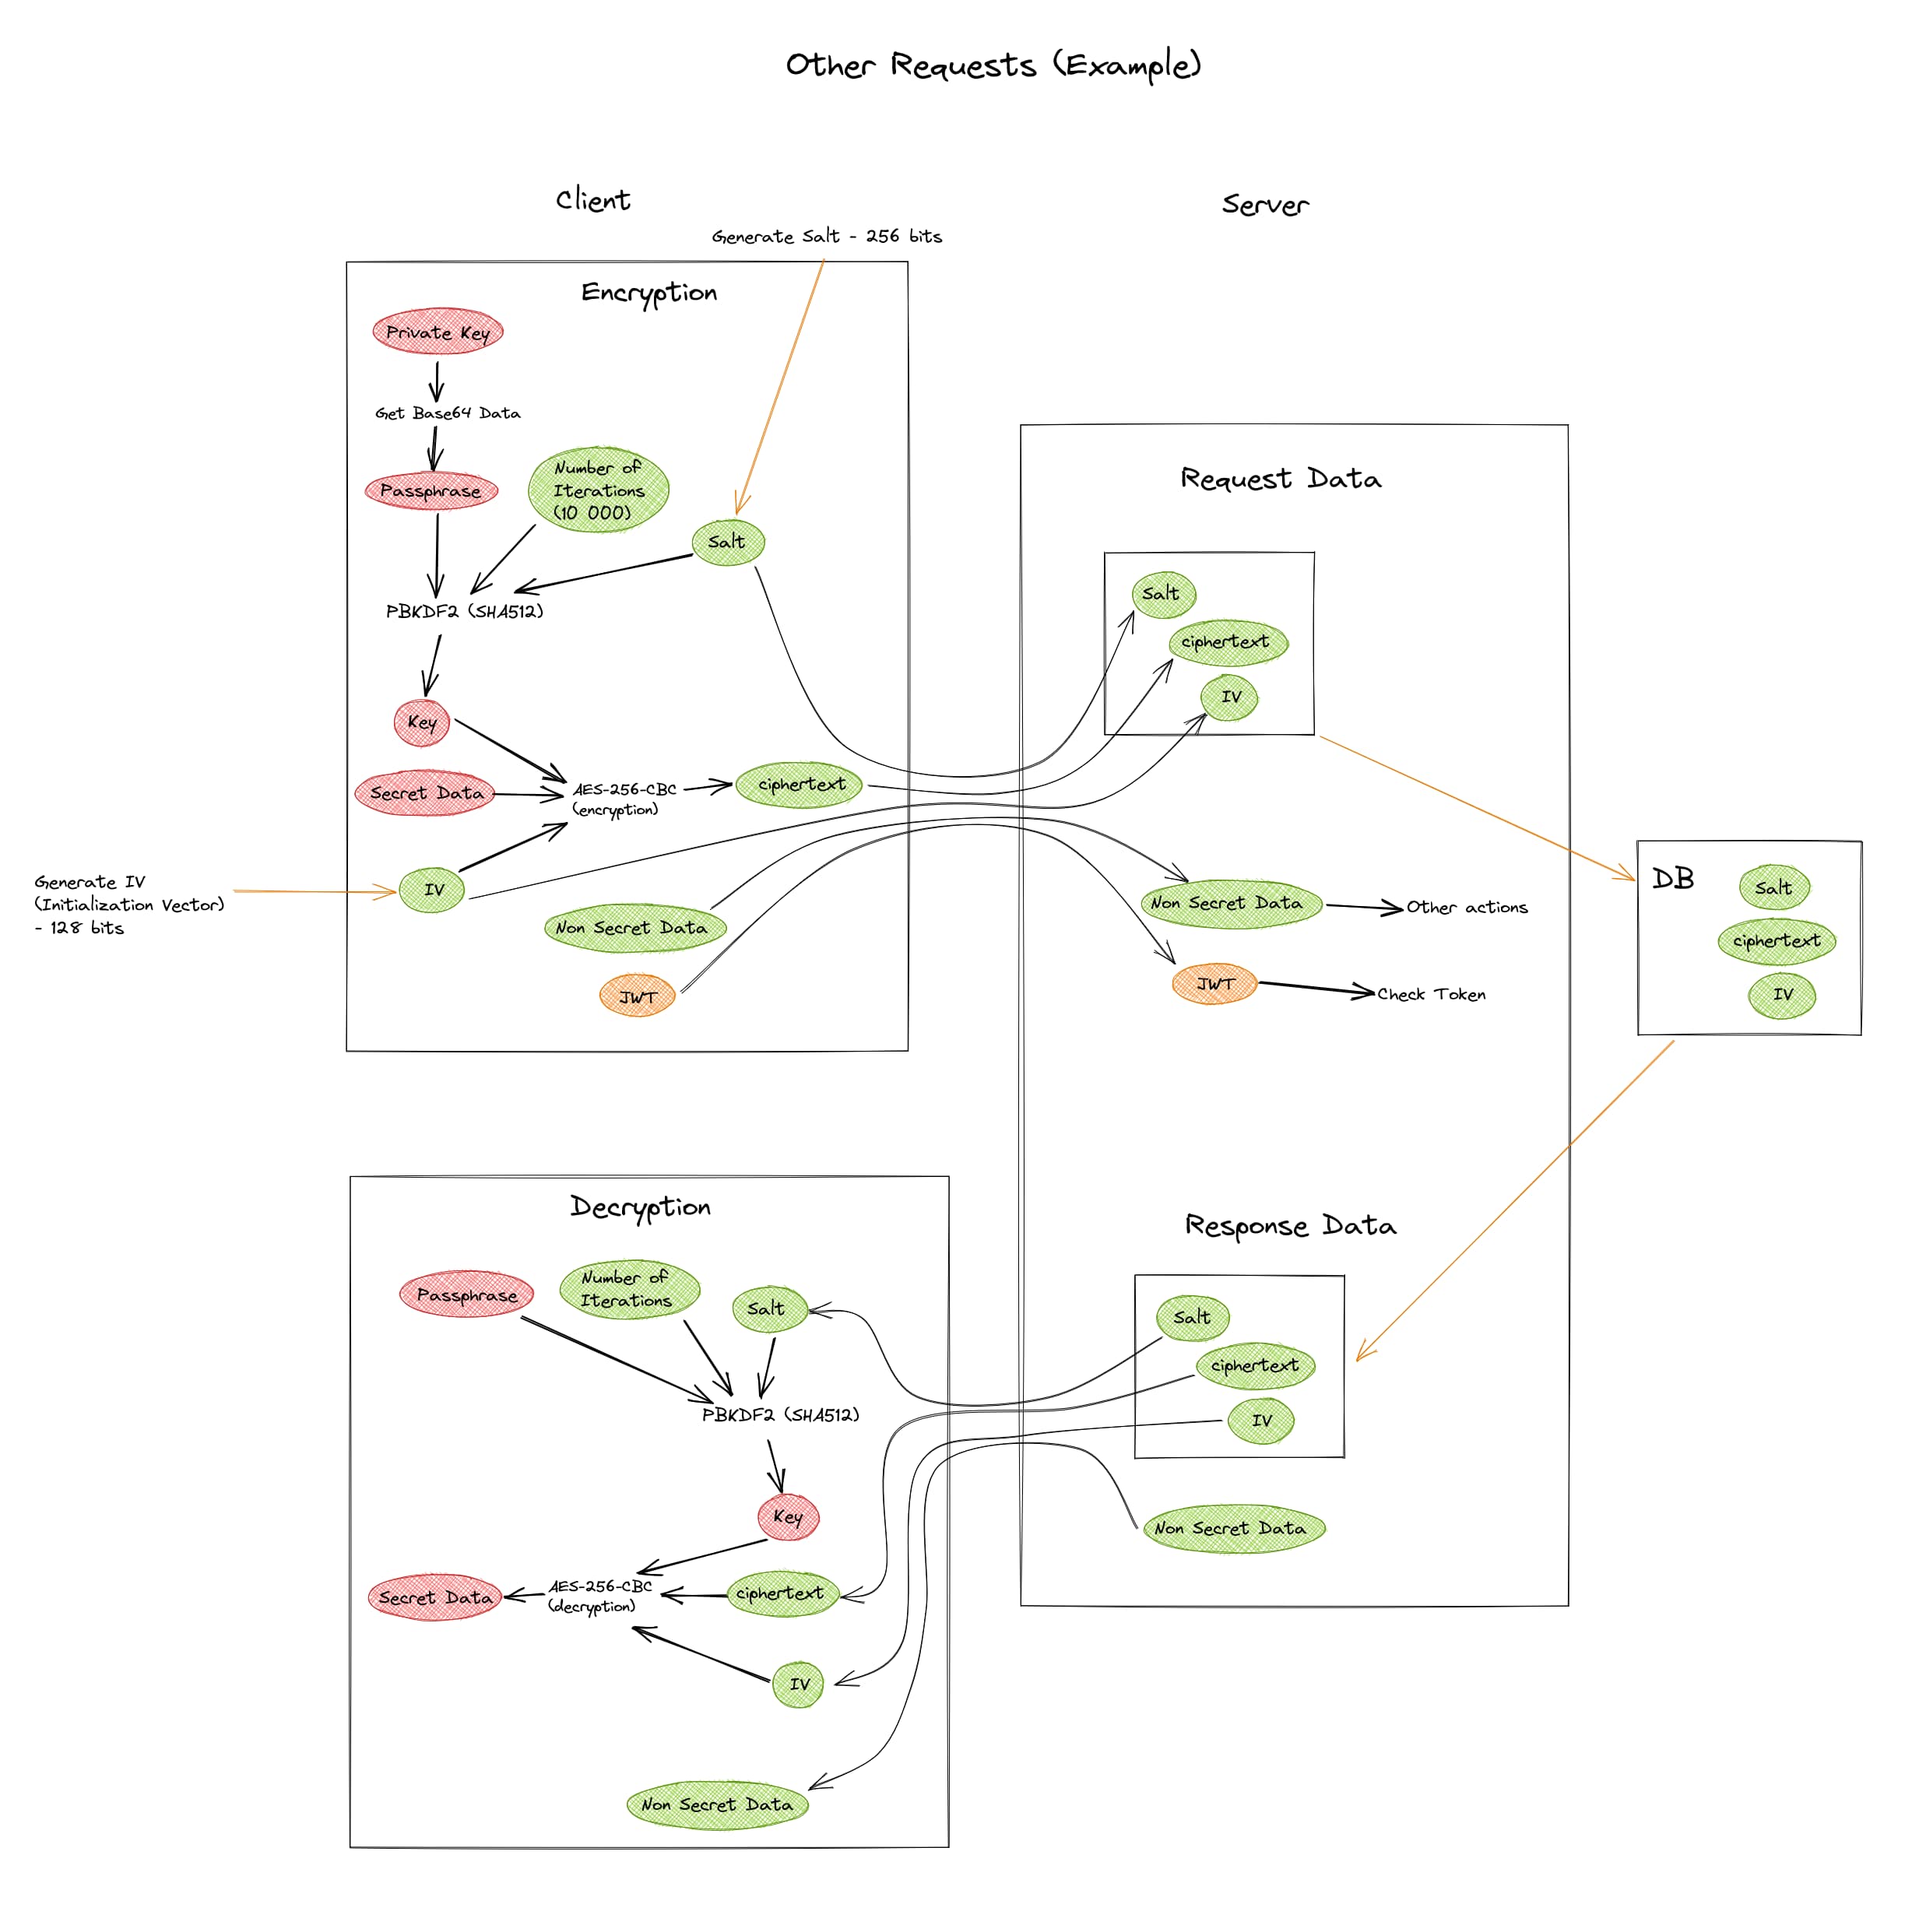 Other Requests (Example)
Client
Server
Generate Salt - 256 bits
Encryption
Private Key
Get Base64 Data
Passphrase
Number of
Iterations
(10 000)
Salt
PBKDF2 (SHA512)
Key
Secret Data
AES-256-CBC
(encryption)
ciphertext
Generate IV
(Initialization Vector)
- 128 bits
IV
Non Secret Data
JWT
Request Data
Salt
ciphertext
IV
Non Secret Data
Other actions
JWT
Check Token
DB
Salt
ciphertext
IV
Decryption
Passphrase
Number of
Iterations
Salt
PBKDF2 (SHA512)
Key
Secret Data
AES-256-CBC
(decryption)
ciphertext
IV
Non Secret Data
Response Data
Salt
ciphertext
IV
Non Secret Data